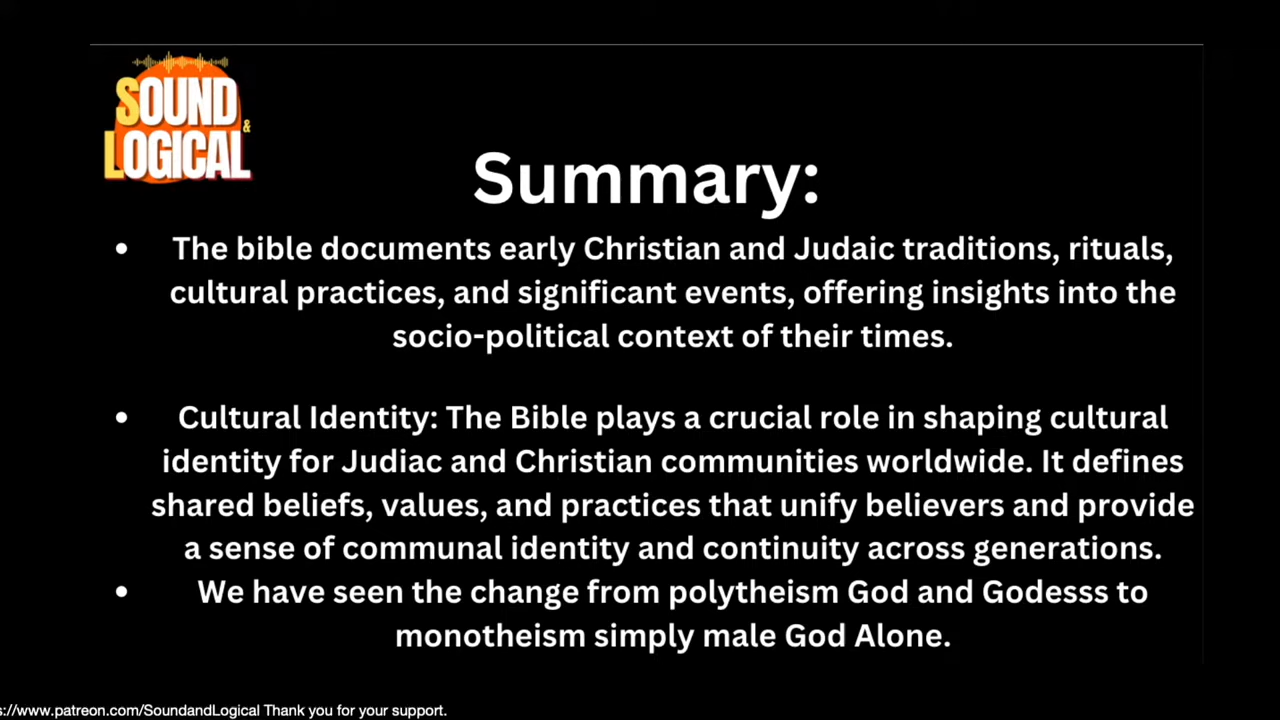 SOUND
&
LOGICAL
Summary:
• The bible documents early Christian and Judaic traditions, rituals,
cultural practices, and significant events, offering insights into the
socio-political context of their times.
• Cultural Identity: The Bible plays a crucial role in shaping cultural
identity for Judiac and Christian communities worldwide. It defines
shared beliefs, values, and practices that unify believers and provide
a sense of communal identity and continuity across generations.
• We have seen the change from polytheism God and Godesss to
monotheism simply male God Alone.
s://www.patreon.com/SoundandLogical Thank you for your support.